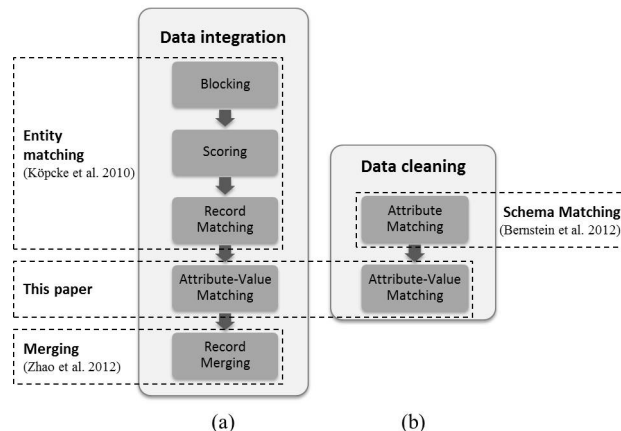 Data integration
Blocking
Entity
matching
(Köpcke et al. 2010)
Scoring
Record
Matching
Data cleaning
Attribute
Matching
Schema Matching
(Bernstein et al. 2012)
This paper
Attribute-Value
Matching
Attribute-Value
Matching
Merging
(Zhao et al. 2012)
Record
Merging
(a)
(b)